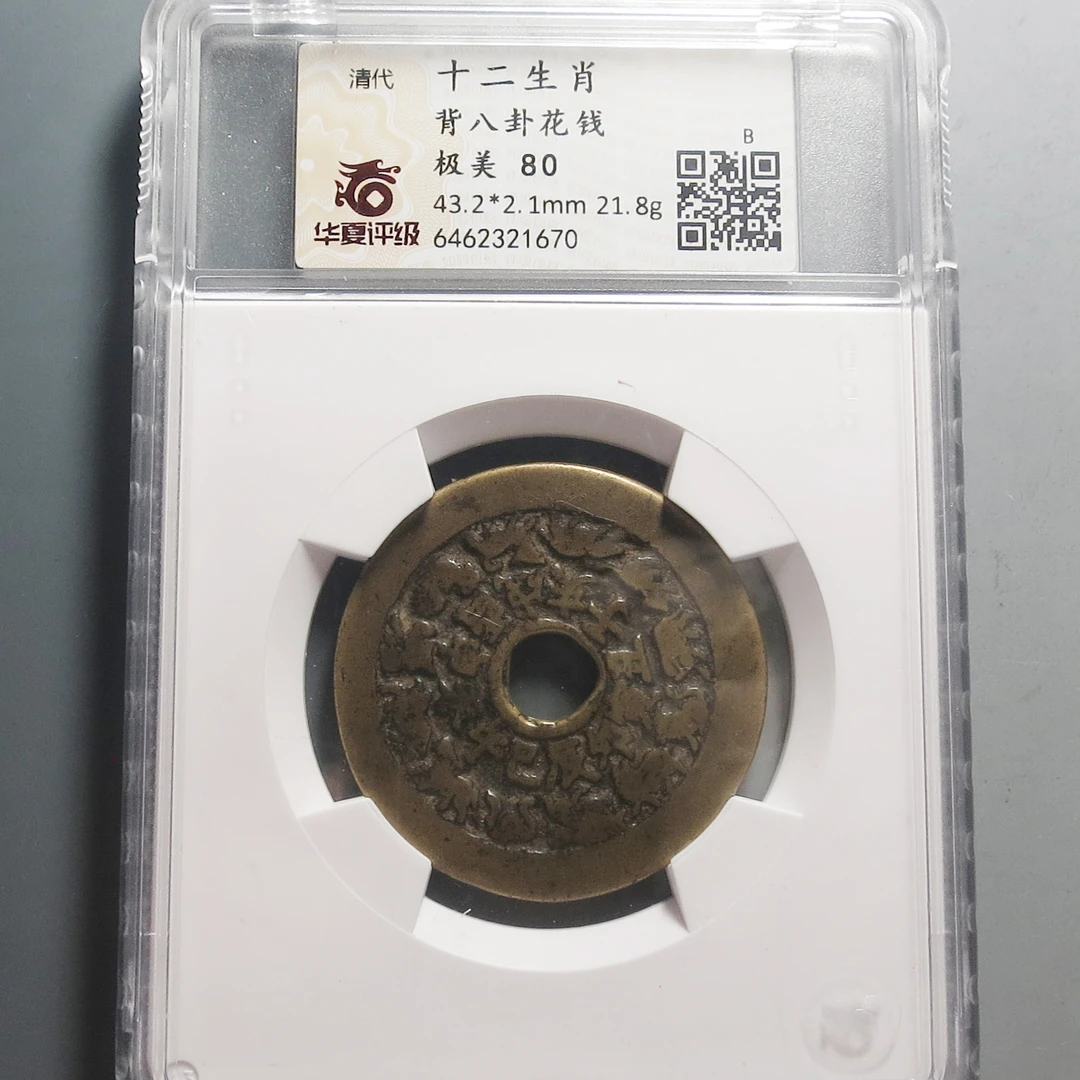 清代
十二生肖
背八卦花钱
极美 80
43.2*2.1mm 21.8g
6462321670
华夏评级
B